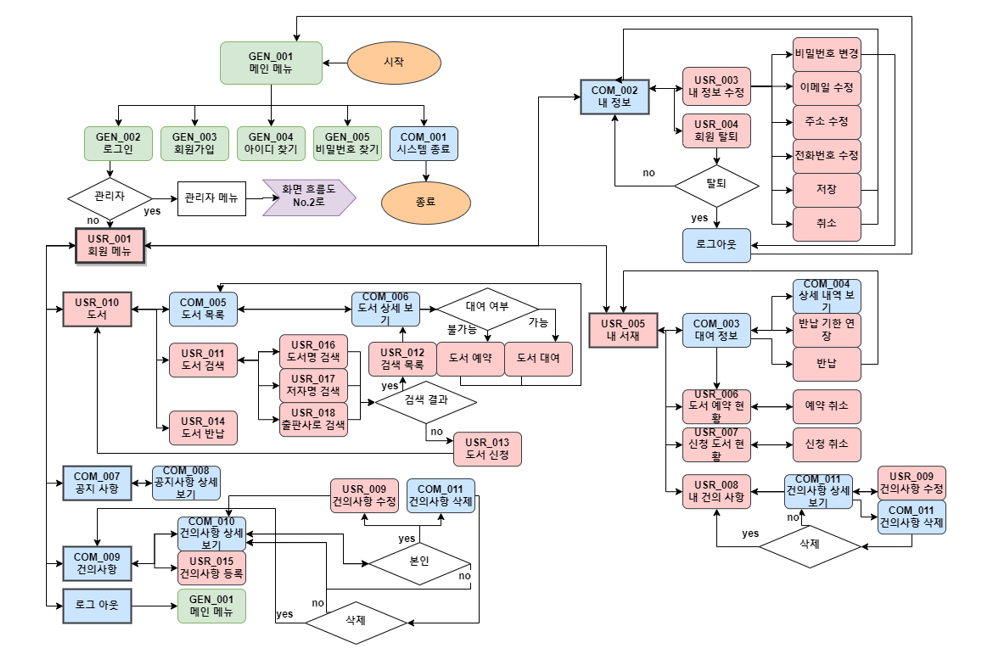 GEN_001
메인 메뉴
시작
GEN_002
로그인
GEN_003
회원가입
GEN_004
아이디 찾기
GEN_005
비밀번호 찾기
COM_001
시스템 종료
관리자
yes
no
관리자 메뉴
화면 흐름도
No.2로
종료
USR_001
회원 메뉴
COM_002
내 정보
USR_003
내 정보 수정
USR_004
회원 탈퇴
no
탈퇴
yes
로그아웃
비밀번호 변경
이메일 수정
주소 수정
전화번호 수정
저장
취소
USR_010
도서
COM_005
도서 목록
COM_006
도서 상세 보
기
대여 여부
불가능
가능
USR_011
도서 검색
USR_016
도서명 검색
USR_017
저자명 검색
USR_018
출판사로 검색
USR_012
검색 목록
도서 예약
도서 대여
yes
검색 결과
no
USR_014
도서 반납
USR_013
도서 신청
USR_005
내 서재
COM_003
대여 정보
COM_004
상세 내역 보
기
반납 기한 연
장
반납
USR_006
도서 예약 현
황
예약 취소
USR_007
신청 도서 현
황
신청 취소
USR_008
내 건의 사항
COM_011
건의사항 상세
보기
USR_009
건의사항 수정
COM_011
건의사항 삭제
no
yes
삭제
COM_007
공지 사항
COM_008
공지사항 상세
보기
USR_009
건의사항 수정
COM_011
건의사항 삭제
COM_009
건의사항
COM_010
건의사항 상세
보기
USR_015
건의사항 등록
yes
본인
no
로그 아웃
GEN_001
메인 메뉴
no
yes
삭제